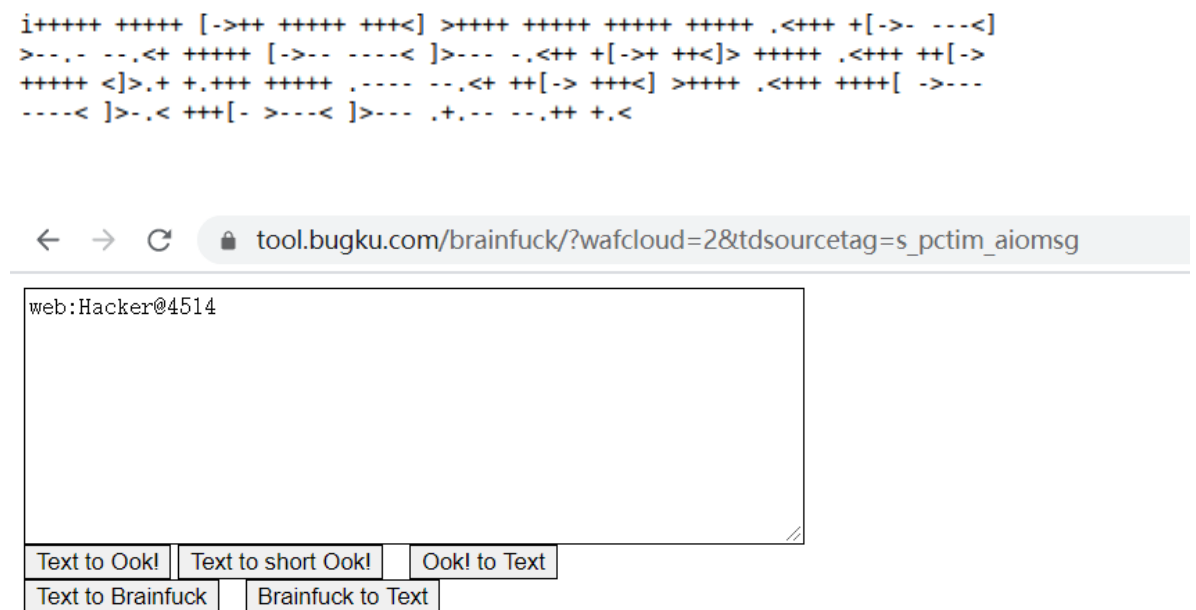 i+++++ +++++ [->++ +++++ +++<] >++++ +++++ +++++ +++++ .<+++ +[->- ---<]
>--.- --.<+ +++++ [->-- ----< ]>--- -.<++ +[->+ ++<]> +++++ .<+++ ++[->
+++++ <]>.+ +.+++ +++++ .---- --.<+ ++[-> +++<] >++++ .<+++ ++++[ ->---
----< ]>-.< +++[- >---< ]>--- .+.-- --.++ +.<
tool.bugku.com/brainfuck/?wafcloud=2&tdsourcetag=s_pctim_aiomsg
web:Hacker@4514
Text to Ook! Text to short Ook! Ook! to Text
Text to Brainfuck Brainfuck to Text